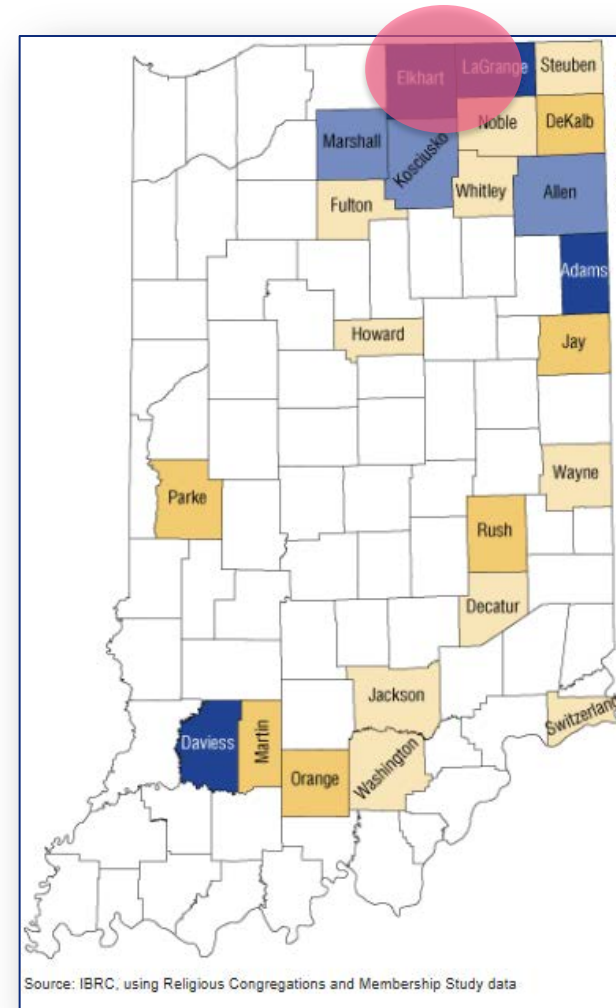 Elkhart
LaGrange
Steuben
Marshall
Kosciusko
Noble
DeKalb
Fulton
Whitley
Allen
Adams
Howard
Jay
Parke
Wayne
Rush
Decatur
Jackson
Switzerland
Daviess
Martin
Orange
Washington
Source: IBRC, using Religious Congregations and Membership Study data